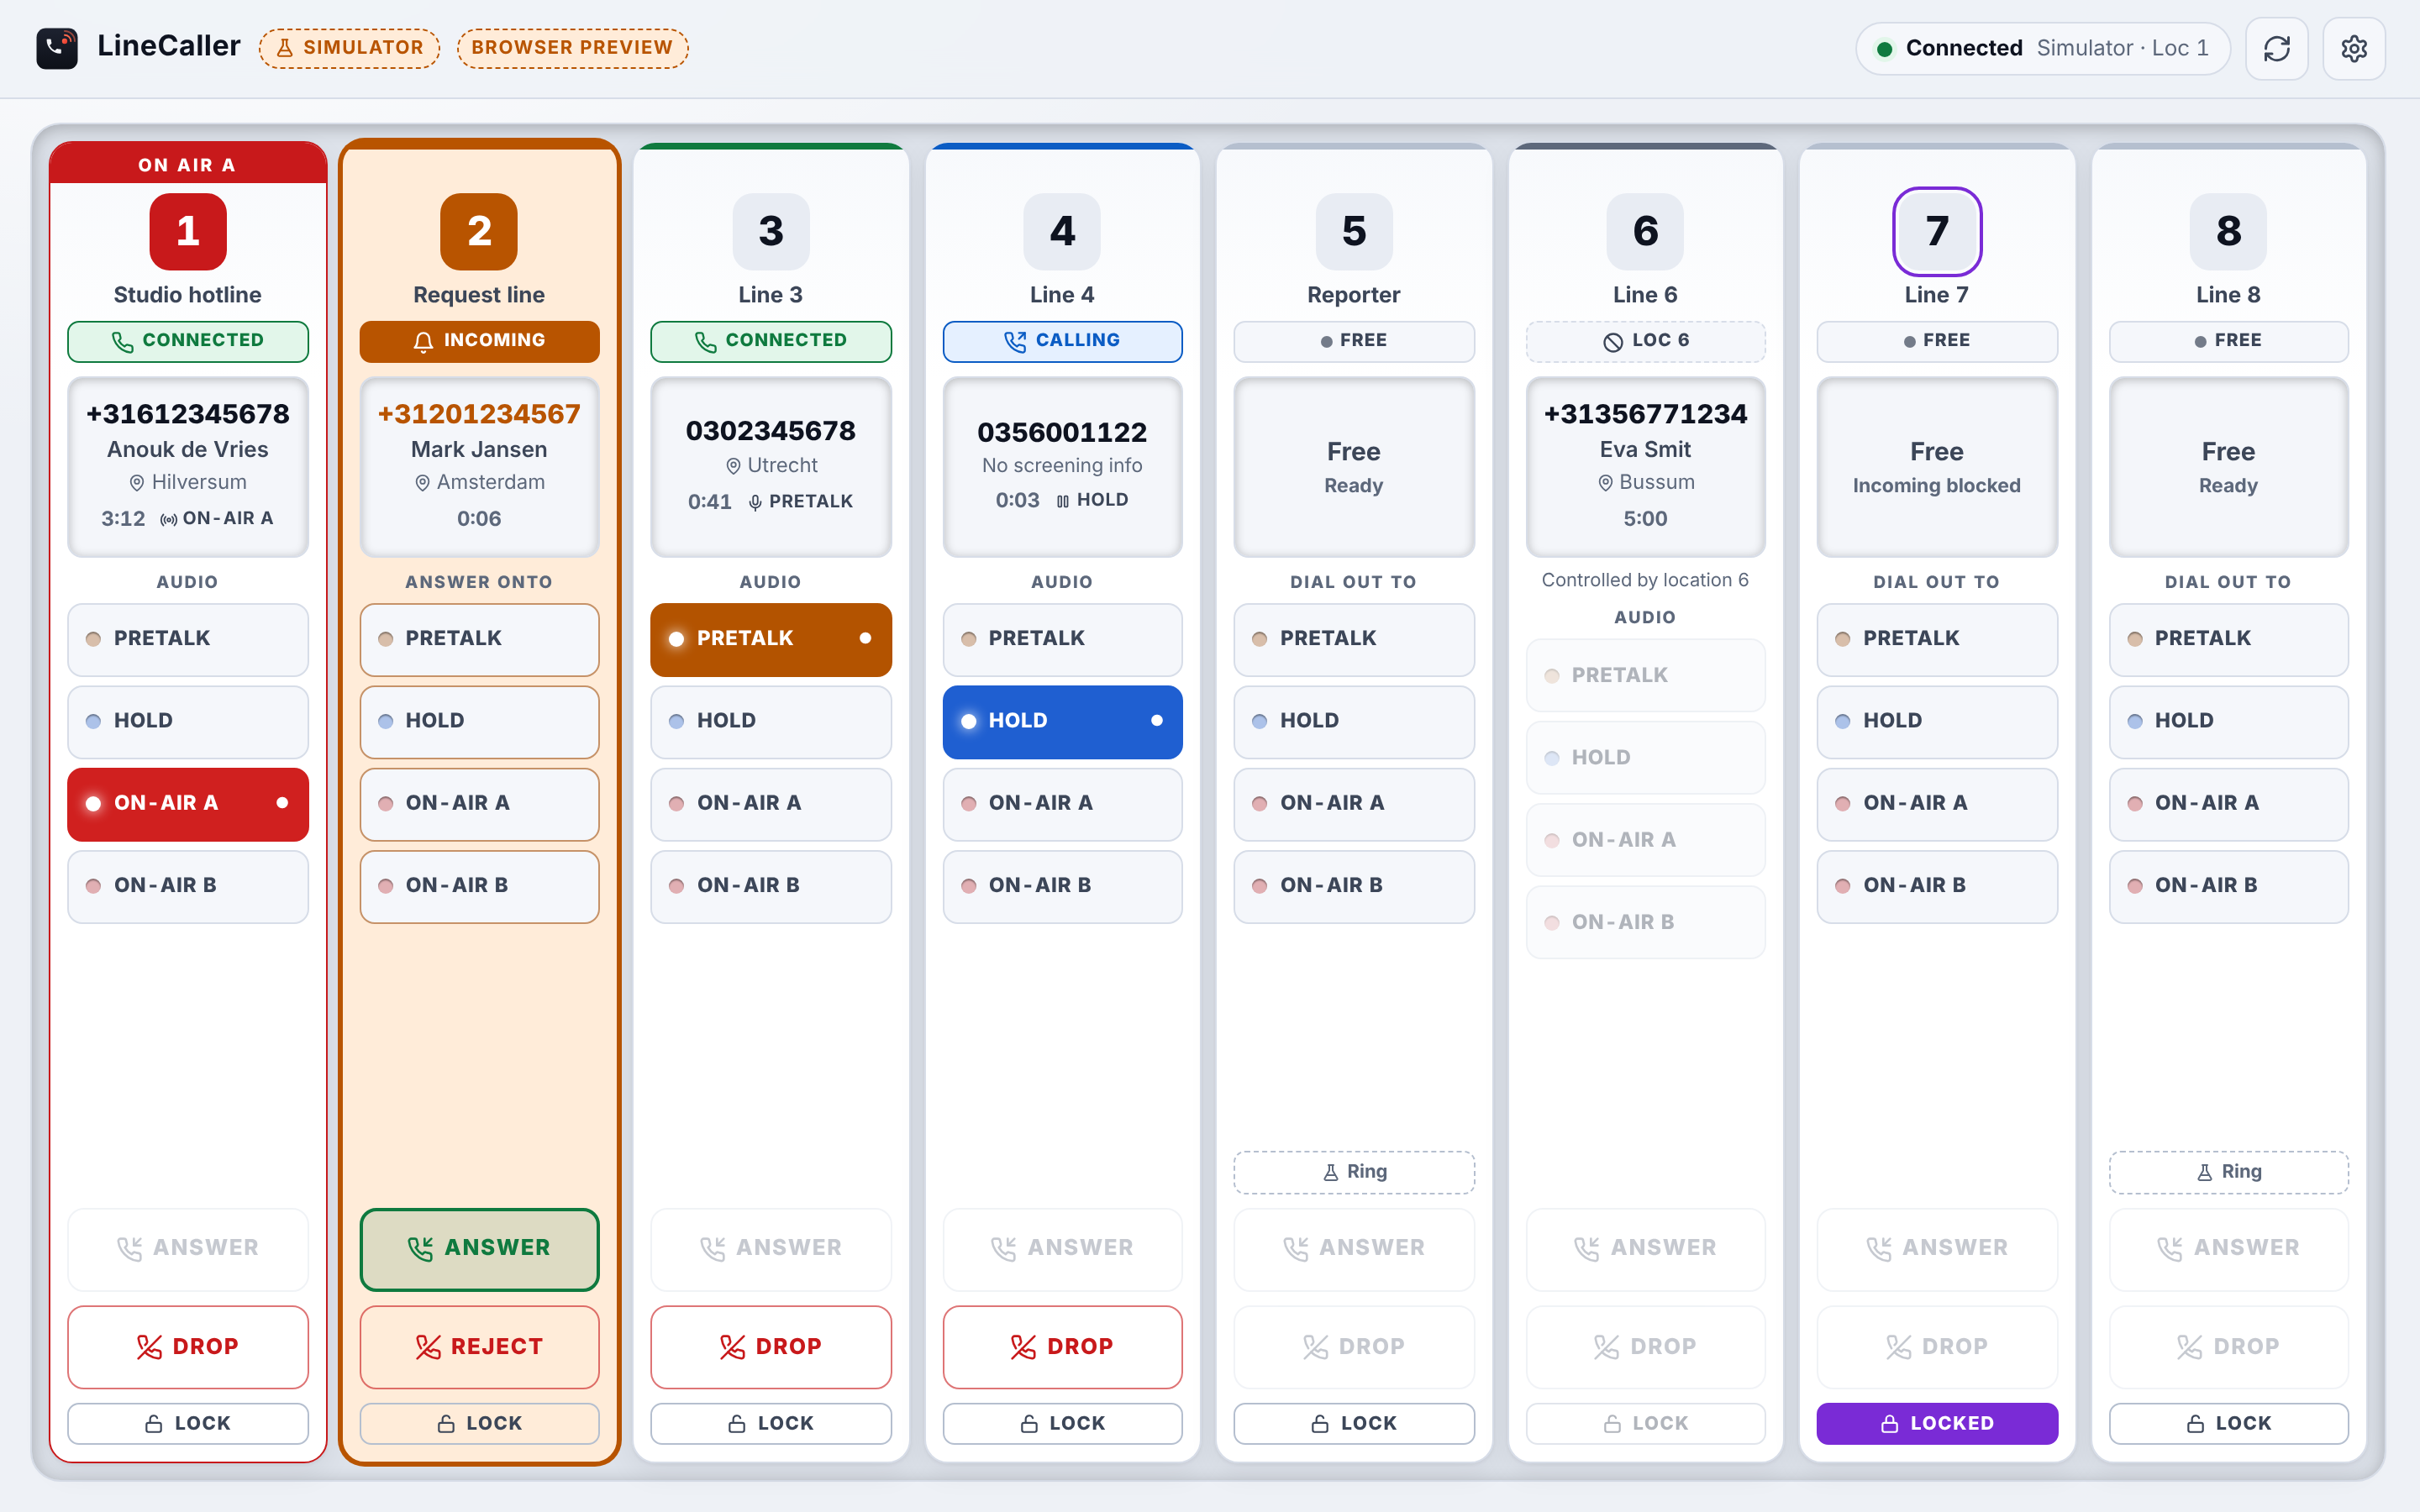 LineCaller
SIMULATOR
BROWSER PREVIEW
Connected Simulator · Loc 1
ON AIR A
1
Studio hotline
CONNECTED
+31612345678
Anouk de Vries
Hilversum
3:12 ON-AIR A
AUDIO
PRETALK
HOLD
ON-AIR A
ON-AIR B
ANSWER
DROP
LOCK
2
Request line
INCOMING
+31201234567
Mark Jansen
Amsterdam
0:06
ANSWER ONTO
PRETALK
HOLD
ON-AIR A
ON-AIR B
ANSWER
REJECT
LOCK
3
Line 3
CONNECTED
0302345678
Utrecht
0:41 PRETALK
AUDIO
PRETALK
HOLD
ON-AIR A
ON-AIR B
ANSWER
DROP
LOCK
4
Line 4
CALLING
0356001122
No screening info
0:03 HOLD
AUDIO
PRETALK
HOLD
ON-AIR A
ON-AIR B
ANSWER
DROP
LOCK
5
Reporter
FREE
Free
Ready
DIAL OUT TO
PRETALK
HOLD
ON-AIR A
ON-AIR B
Ring
ANSWER
DROP
LOCK
6
Line 6
LOC 6
+31356771234
Eva Smit
Bussum
5:00
Controlled by location 6
AUDIO
PRETALK
HOLD
ON-AIR A
ON-AIR B
ANSWER
DROP
LOCK
7
Line 7
FREE
Free
Incoming blocked
DIAL OUT TO
PRETALK
HOLD
ON-AIR A
ON-AIR B
ANSWER
DROP
LOCKED
8
Line 8
FREE
Free
Ready
DIAL OUT TO
PRETALK
HOLD
ON-AIR A
ON-AIR B
Ring
ANSWER
DROP
LOCK